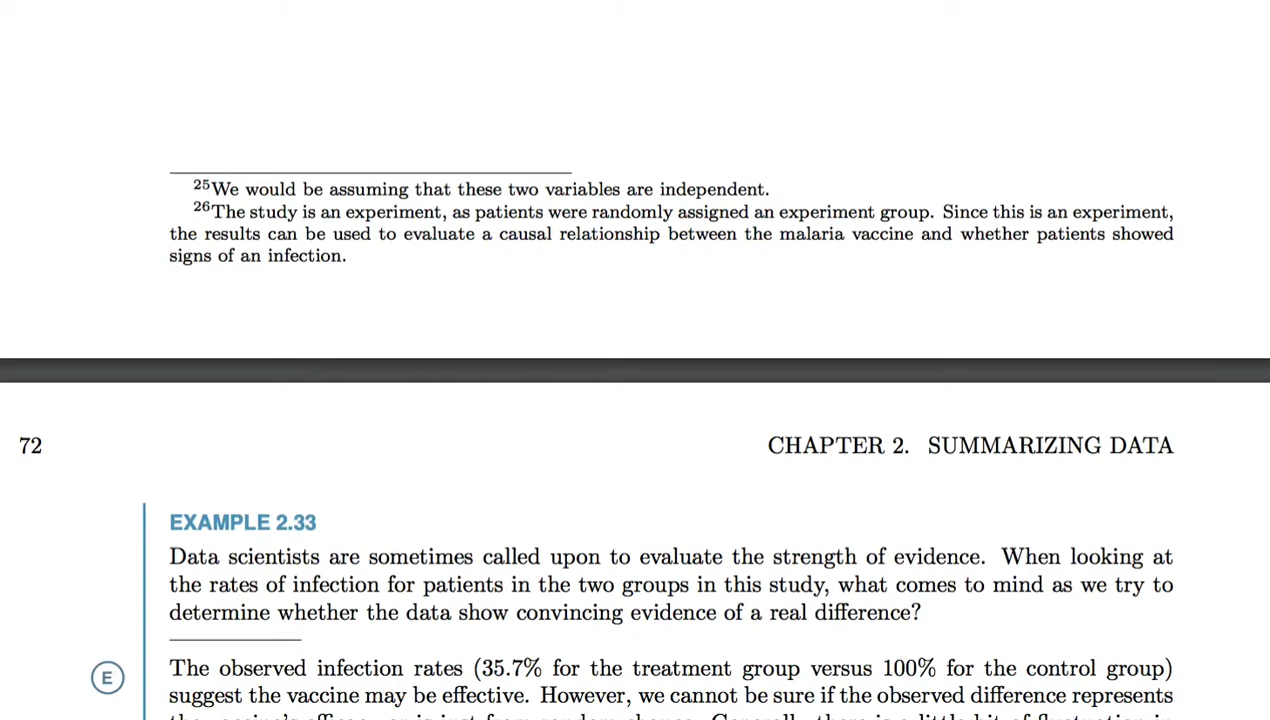 25We would be assuming that these two variables are independent.
26The study is an experiment, as patients were randomly assigned an experiment group. Since this is an experiment,
the results can be used to evaluate a causal relationship between the malaria vaccine and whether patients showed
signs of an infection.
72
CHAPTER 2. SUMMARIZING DATA
EXAMPLE 2.33
Data scientists are sometimes called upon to evaluate the strength of evidence. When looking at
the rates of infection for patients in the two groups in this study, what comes to mind as we try to
determine whether the data show convincing evidence of a real difference?
E
The observed infection rates (35.7% for the treatment group versus 100% for the control group)
suggest the vaccine may be effective. However, we cannot be sure if the observed difference represents